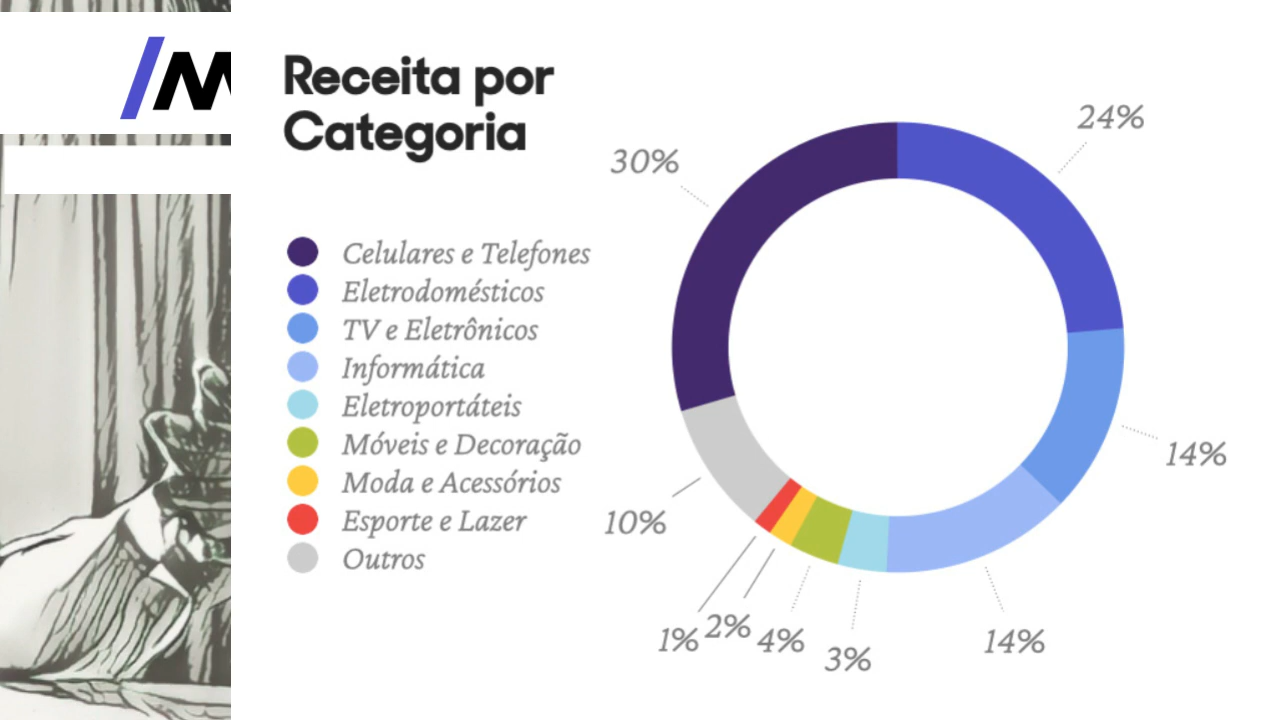 /M
Receita por
Categoria
Celulares e Telefones
Eletrodomésticos
TV e Eletrônicos
Informática
Eletroportáteis
Móveis e Decoração
Moda e Acessórios
Esporte e Lazer
Outros
24%
30%
14%
10%
1%
2%
4%
3%
14%